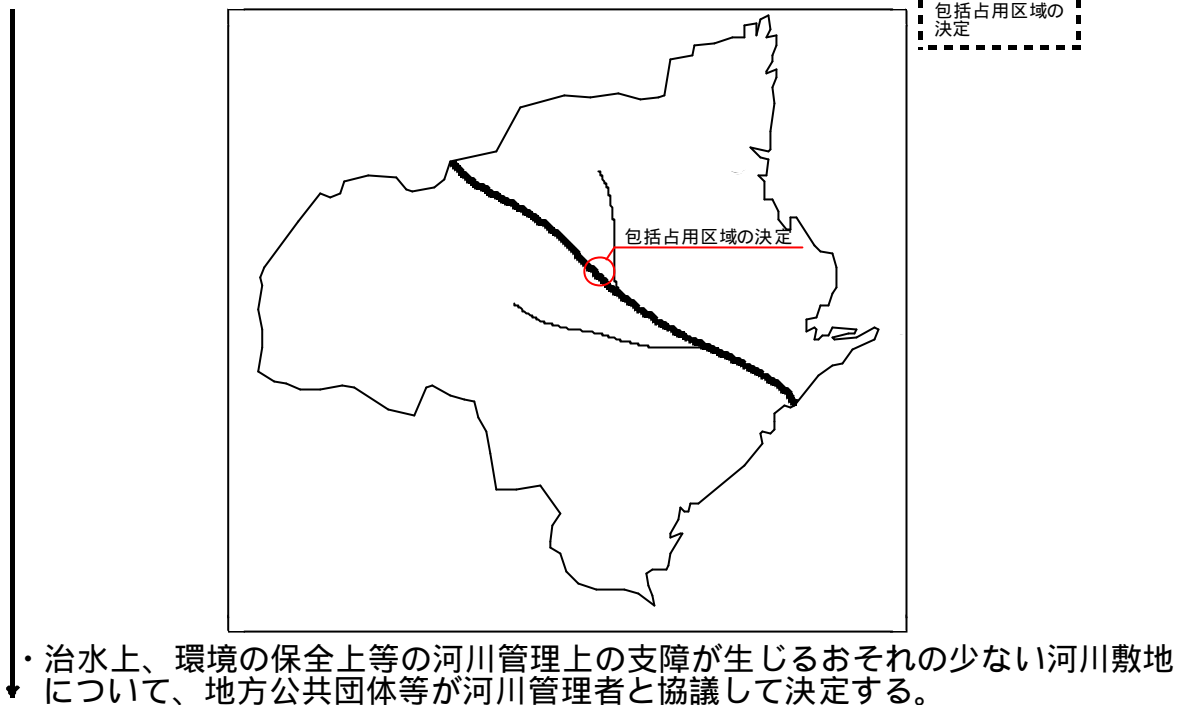 包括占用区域の
決定
包括占用区域の決定
・治水上、環境の保全上等の河川管理上の支障が生じるおそれの少ない河川敷地
について、地方公共団体等が河川管理者と協議して決定する。